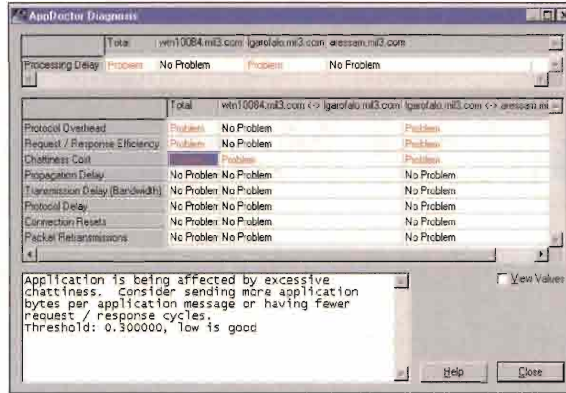 AppDoctor Diagnosis
Total wtn10084.mil3.com lgarofalo.mil3.com aressam.mil3.com
Processing Delay Problem No Problem Problem No Problem
Total wtn10084.mil3.com <-> lgarofalo.mil3.com lgarofalo.mil3.com <-> aressam.mi
Protocol Overhead Problem No Problem Problem
Request / Response Efficiency Problem No Problem Problem
Chattiness Cost Problem Problem
Propagation Delay No Problem No Problem No Problem
Transmission Delay (Bandwidth) No Problem No Problem No Problem
Protocol Delay No Problem No Problem No Problem
Connection Resets No Problem No Problem No Problem
Packet Retransmissions No Problem No Problem No Problem
Application is being affected by excessive
chattiness. Consider sending more application
bytes per application message or having fewer
request / response cycles.
Threshold: 0.300000, low is good
View Values
Help Close